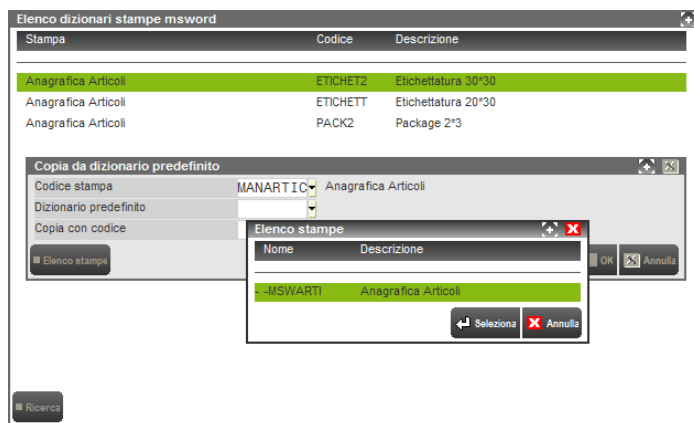 Elenco dizionari stampe msword
Stampa Codice Descrizione
Anagrafica Articoli ETICHET2 Etichettatura 30*30
Anagrafica Articoli ETICHETT Etichettatura 20*30
Anagrafica Articoli PACK2 Package 2*3
Copia da dizionario predefinito
Codice stampa MANARTIC Anagrafica Articoli
Dizionario predefinito
Copia con codice
Elenco stampe
Nome Descrizione
- -MSWARTI Anagrafica Articoli
Seleziona Annulla
Elenco stampe OK Annulla
Ricerca